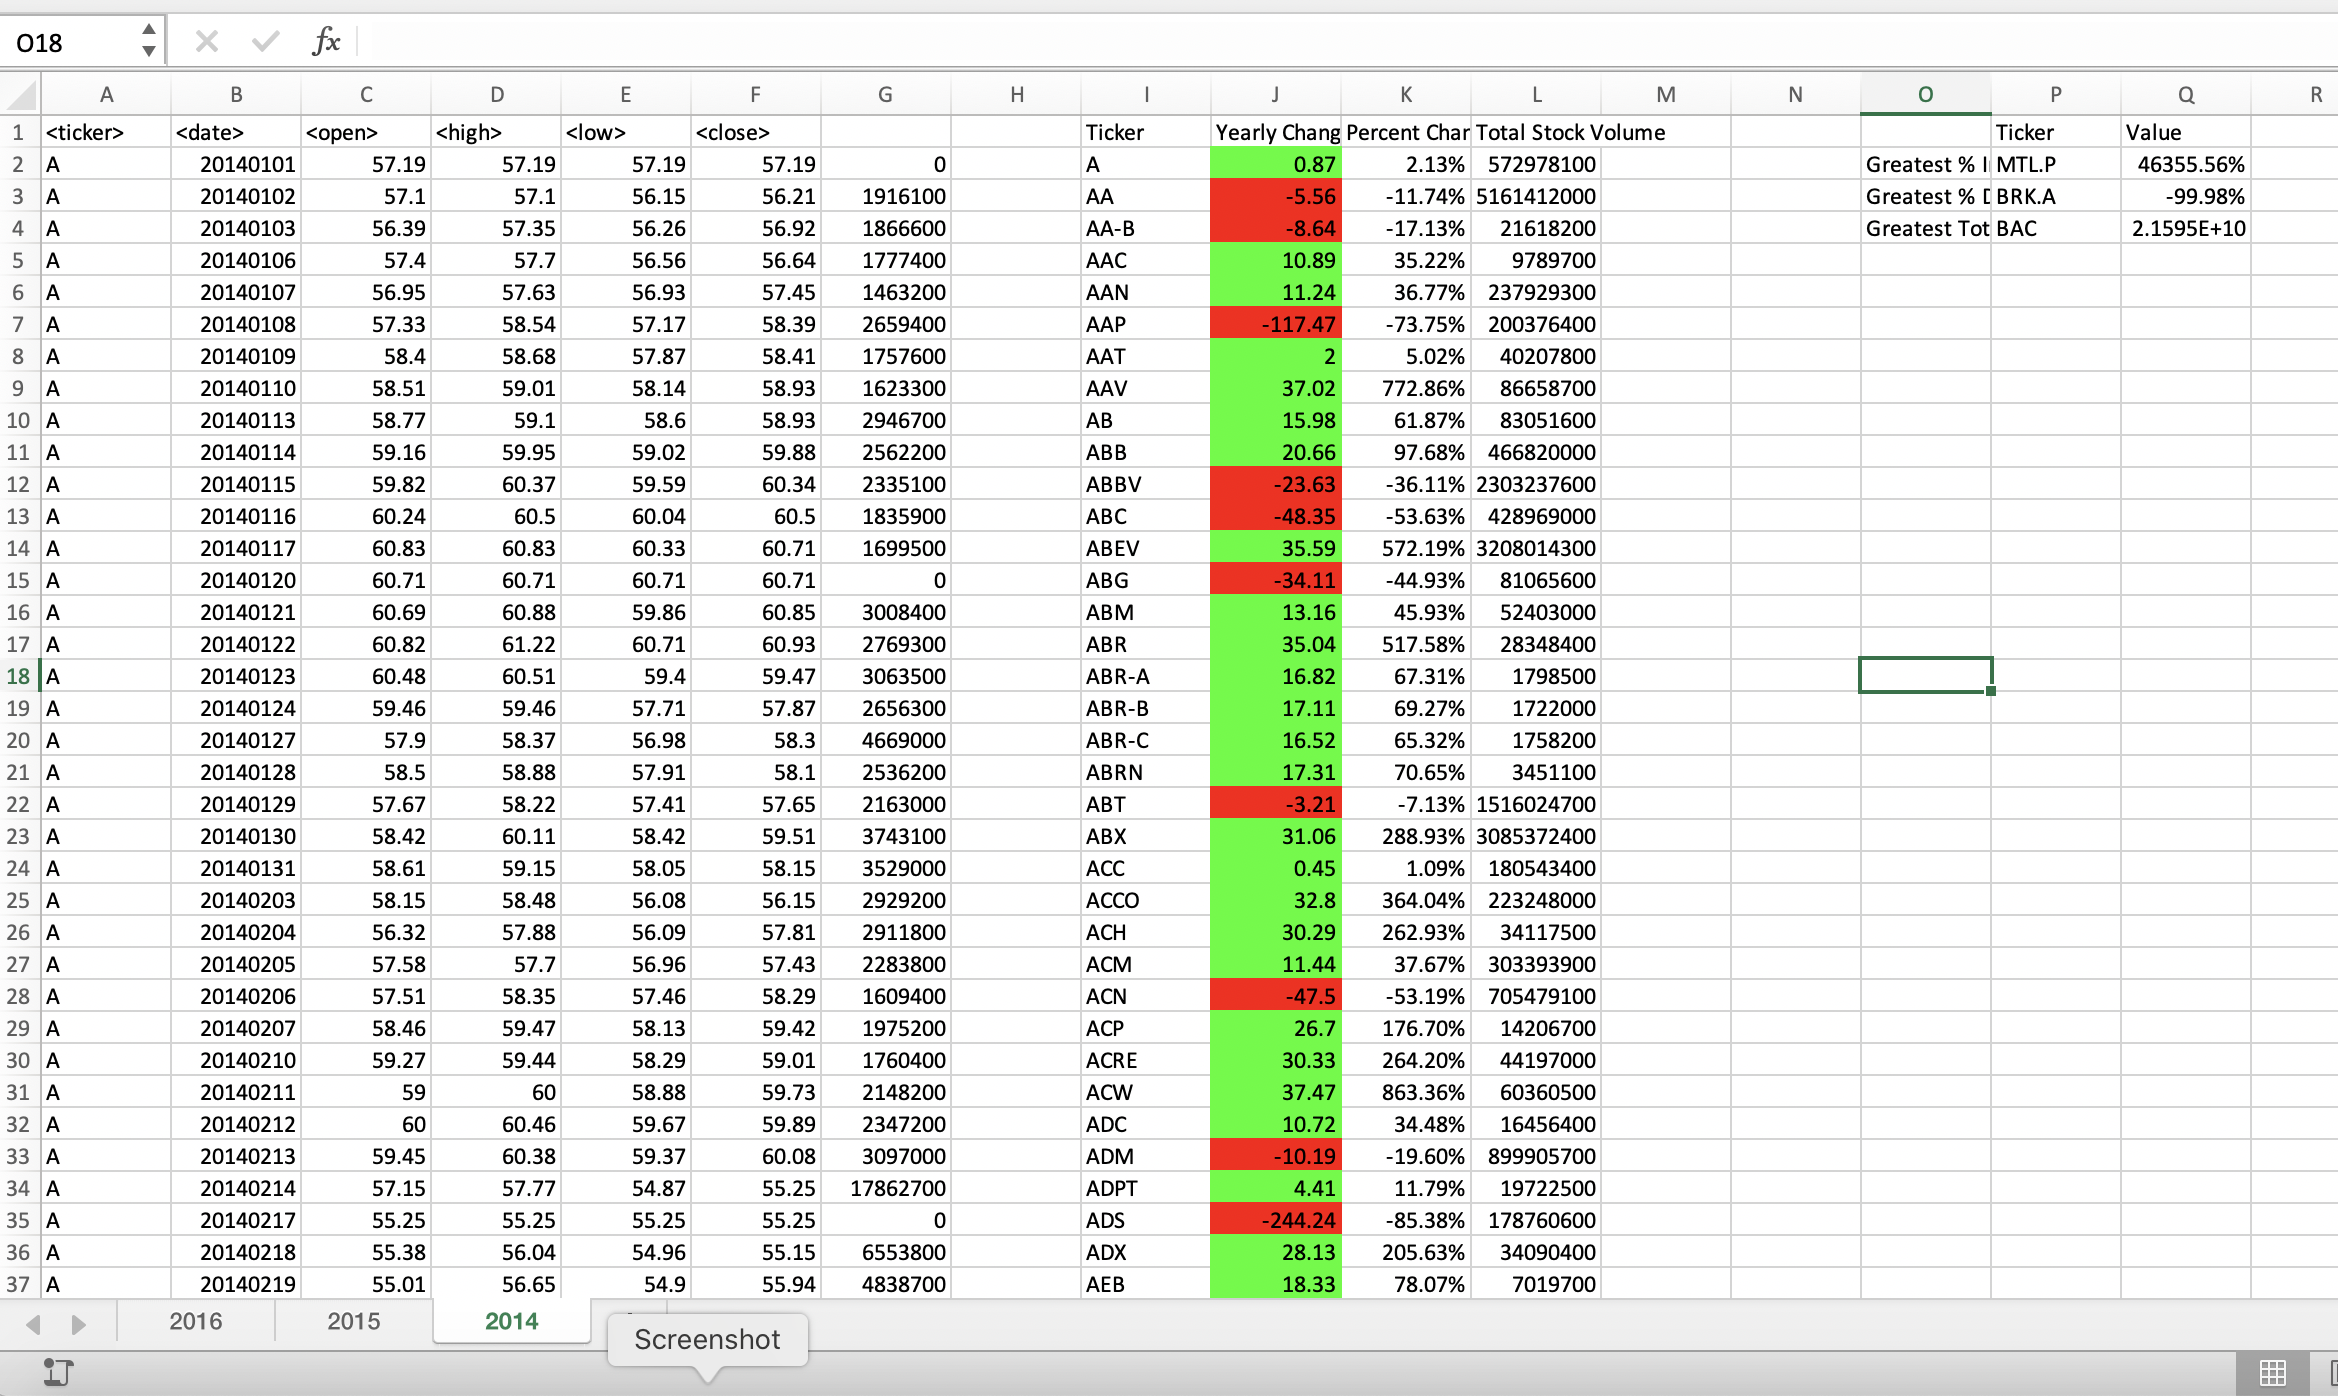 O18 fx
A B C D E F G H I J K L M N O P Q R
1 <ticker> <date> <open> <high> <low> <close> Ticker Yearly Chang Percent Char Total Stock Volume Ticker Value
2 A 20140101 57.19 57.19 57.19 57.19 0 A 0.87 2.13% 572978100 Greatest % I MTL.P 46355.56%
3 A 20140102 57.1 57.1 56.15 56.21 1916100 AA -5.56 -11.74% 5161412000 Greatest % D BRK.A -99.98%
4 A 20140103 56.39 57.35 56.26 56.92 1866600 AA-B -8.64 -17.13% 21618200 Greatest Tot BAC 2.1595E+10
5 A 20140106 57.4 57.7 56.56 56.64 1777400 AAC 10.89 35.22% 9789700
6 A 20140107 56.95 57.63 56.93 57.45 1463200 AAN 11.24 36.77% 237929300
7 A 20140108 57.33 58.54 57.17 58.39 2659400 AAP -117.47 -73.75% 200376400
8 A 20140109 58.4 58.68 57.87 58.41 1757600 AAT 2 5.02% 40207800
9 A 20140110 58.51 59.01 58.14 58.93 1623300 AAV 37.02 772.86% 86658700
10 A 20140113 58.77 59.1 58.6 58.93 2946700 AB 15.98 61.87% 83051600
11 A 20140114 59.16 59.95 59.02 59.88 2562200 ABB 20.66 97.68% 466820000
12 A 20140115 59.82 60.37 59.59 60.34 2335100 ABBV -23.63 -36.11% 2303237600
13 A 20140116 60.24 60.5 60.04 60.5 1835900 ABC -48.35 -53.63% 428969000
14 A 20140117 60.83 60.83 60.33 60.71 1699500 ABEV 35.59 572.19% 3208014300
15 A 20140120 60.71 60.71 60.71 60.71 0 ABG -34.11 -44.93% 81065600
16 A 20140121 60.69 60.88 59.86 60.85 3008400 ABM 13.16 45.93% 52403000
17 A 20140122 60.82 61.22 60.71 60.93 2769300 ABR 35.04 517.58% 28348400
18 A 20140123 60.48 60.51 59.4 59.47 3063500 ABR-A 16.82 67.31% 1798500
19 A 20140124 59.46 59.46 57.71 57.87 2656300 ABR-B 17.11 69.27% 1722000
20 A 20140127 57.9 58.37 56.98 58.3 4669000 ABR-C 16.52 65.32% 1758200
21 A 20140128 58.5 58.88 57.91 58.1 2536200 ABRN 17.31 70.65% 3451100
22 A 20140129 57.67 58.22 57.41 57.65 2163000 ABT -3.21 -7.13% 1516024700
23 A 20140130 58.42 60.11 58.42 59.51 3743100 ABX 31.06 288.93% 3085372400
24 A 20140131 58.61 59.15 58.05 58.15 3529000 ACC 0.45 1.09% 180543400
25 A 20140203 58.15 58.48 56.08 56.15 2929200 ACCO 32.8 364.04% 223248000
26 A 20140204 56.32 57.88 56.09 57.81 2911800 ACH 30.29 262.93% 34117500
27 A 20140205 57.58 57.7 56.96 57.43 2283800 ACM 11.44 37.67% 303393900
28 A 20140206 57.51 58.35 57.46 58.29 1609400 ACN -47.5 -53.19% 705479100
29 A 20140207 58.46 59.47 58.13 59.42 1975200 ACP 26.7 176.70% 14206700
30 A 20140210 59.27 59.44 58.29 59.01 1760400 ACRE 30.33 264.20% 44197000
31 A 20140211 59 60 58.88 59.73 2148200 ACW 37.47 863.36% 60360500
32 A 20140212 60 60.46 59.67 59.89 2347200 ADC 10.72 34.48% 16456400
33 A 20140213 59.45 60.38 59.37 60.08 3097000 ADM -10.19 -19.60% 899905700
34 A 20140214 57.15 57.77 54.87 55.25 17862700 ADPT 4.41 11.79% 19722500
35 A 20140217 55.25 55.25 55.25 55.25 0 ADS -244.24 -85.38% 178760600
36 A 20140218 55.38 56.04 54.96 55.15 6553800 ADX 28.13 205.63% 34090400
37 A 20140219 55.01 56.65 54.9 55.94 4838700 AEB 18.33 78.07% 7019700
2016 2015 2014
Screenshot